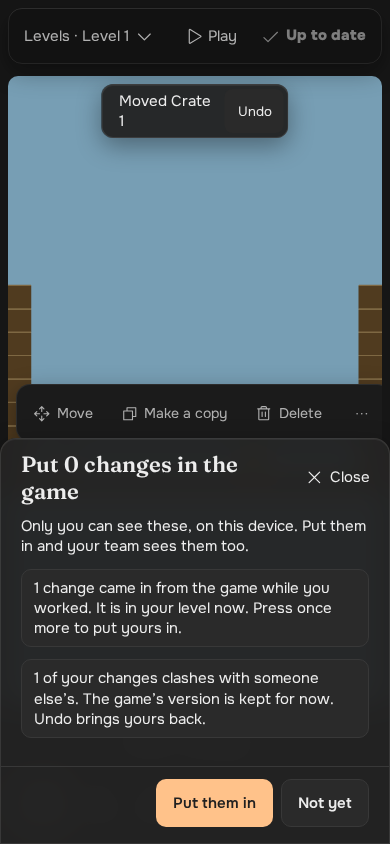 Levels · Level 1
Play
Up to date
Moved Crate
1
Undo
Move
Make a copy
Delete
...
Put 0 changes in the
game
Close
Only you can see these, on this device. Put them
in and your team sees them too.
1 change came in from the game while you
worked. It is in your level now. Press once
more to put yours in.
1 of your changes clashes with someone
else's. The game's version is kept for now.
Undo brings yours back.
Put them in
Not yet